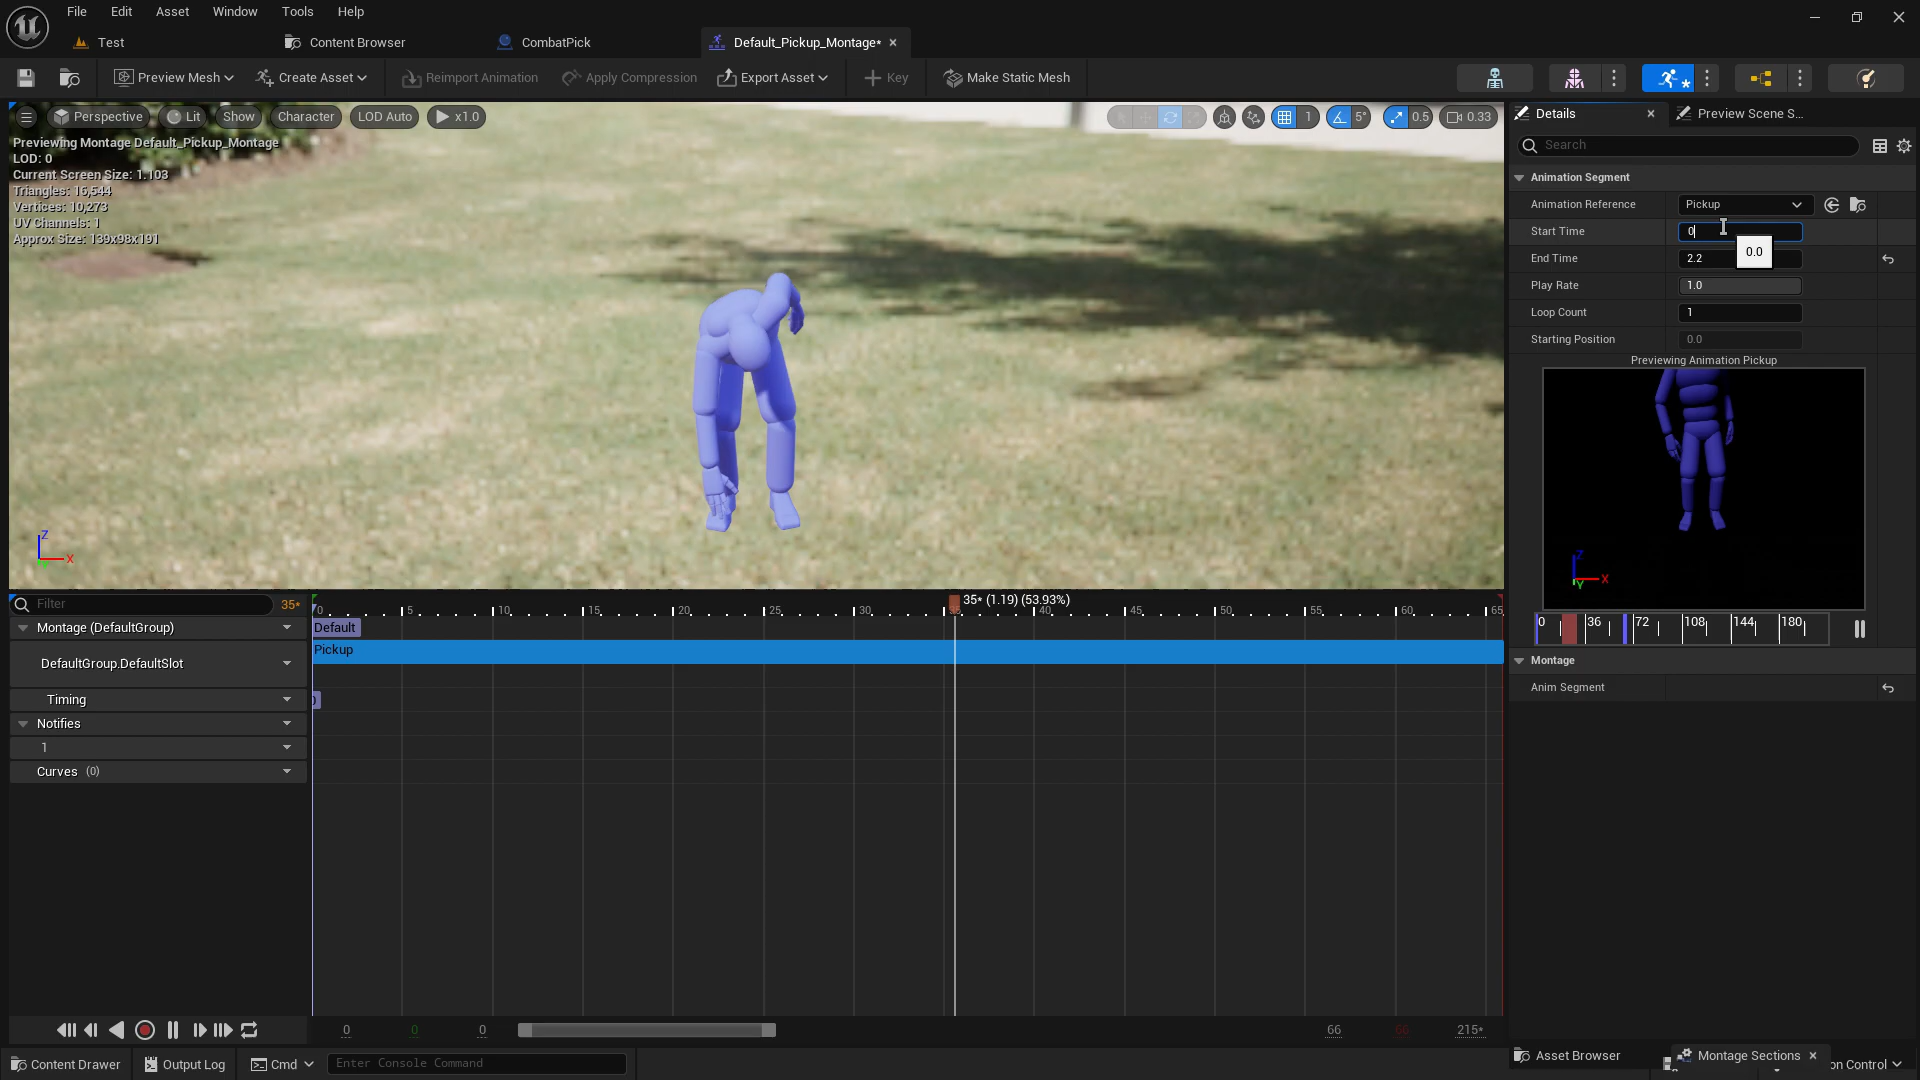 File Edit Asset Window Tools Help
Test Content Browser CombatPick Default_Pickup_Montage*
Preview Mesh Create Asset Reimport Animation Apply Compression Export Asset Key Make Static Mesh
Perspective Lit Show Character LOD Auto x1.0 1 5° 0.5 0.33
Previewing Montage Default_Pickup_Montage
LOD: 0
Current Screen Size: 1.103
Triangles: 16,544
Vertices: 10,273
UV Channels: 1
Approx Size: 139x98x191
Z
X
Details Preview Scene S...
Search
Animation Segment
Animation Reference Pickup
Start Time 0
0.0
End Time 2.2
Play Rate 1.0
Loop Count 1
Starting Position 0.0
Previewing Animation Pickup
Z
X
Y
0 36 72 108 144 180
Montage
Anim Segment
Filter 35*
0 5 10 15 20 25 30 35* (1.19) (53.93%) 40 45 50 55 60 65
Montage (DefaultGroup) Default
Pickup
DefaultGroup.DefaultSlot
Timing
Notifies
1
Curves (0)
0 0 0 66 66 215*
Content Drawer Output Log Cmd Enter Console Command
Asset Browser Montage Sections on Control